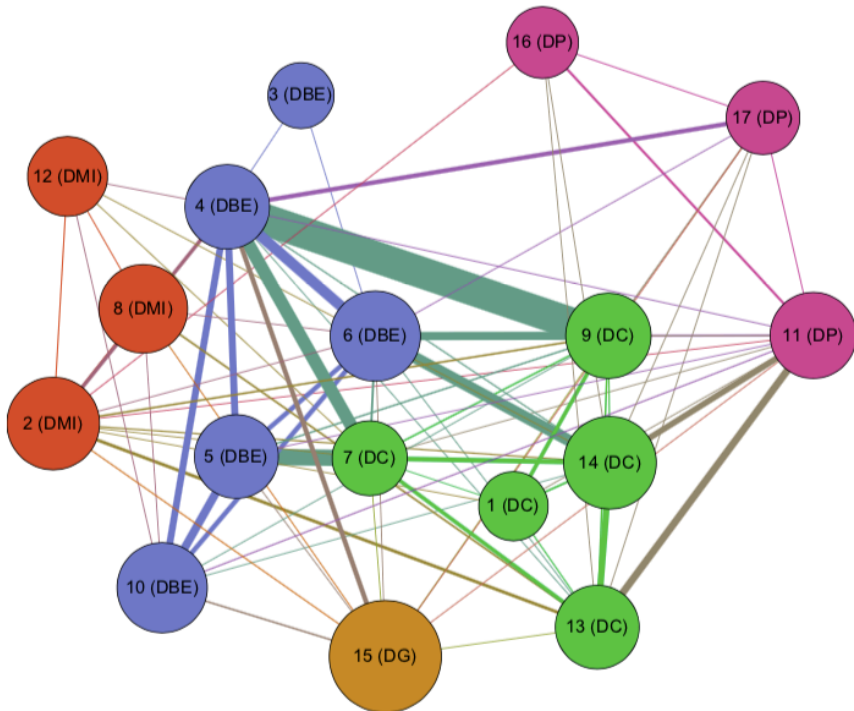 16 (DP)
3 (DBE)
17 (DP)
12 (DMI)
4 (DBE)
8 (DMI)
6 (DBE)
9 (DC)
11 (DP)
2 (DMI)
5 (DBE)
7 (DC)
14 (DC)
1 (DC)
10 (DBE)
13 (DC)
15 (DG)